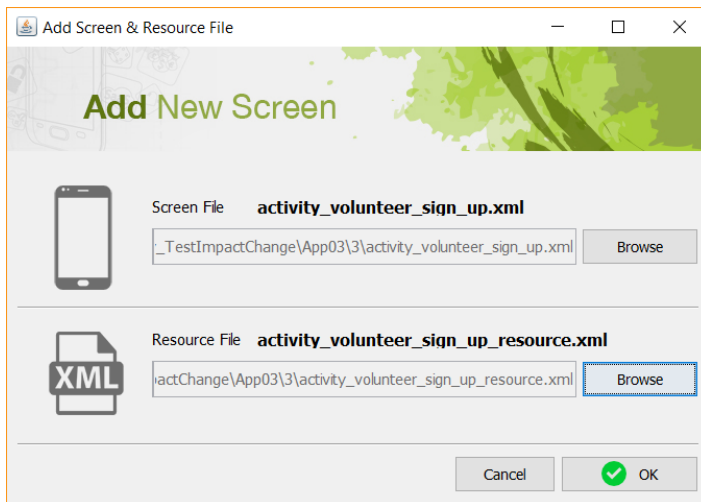 Add Screen & Resource File
Add New Screen
Screen File activity_volunteer_sign_up.xml
_TestImpactChange\App03\3\activity_volunteer_sign_up.xml Browse
Resource File activity_volunteer_sign_up_resource.xml
XML
actChange\App03\3\activity_volunteer_sign_up_resource.xml Browse
Cancel OK